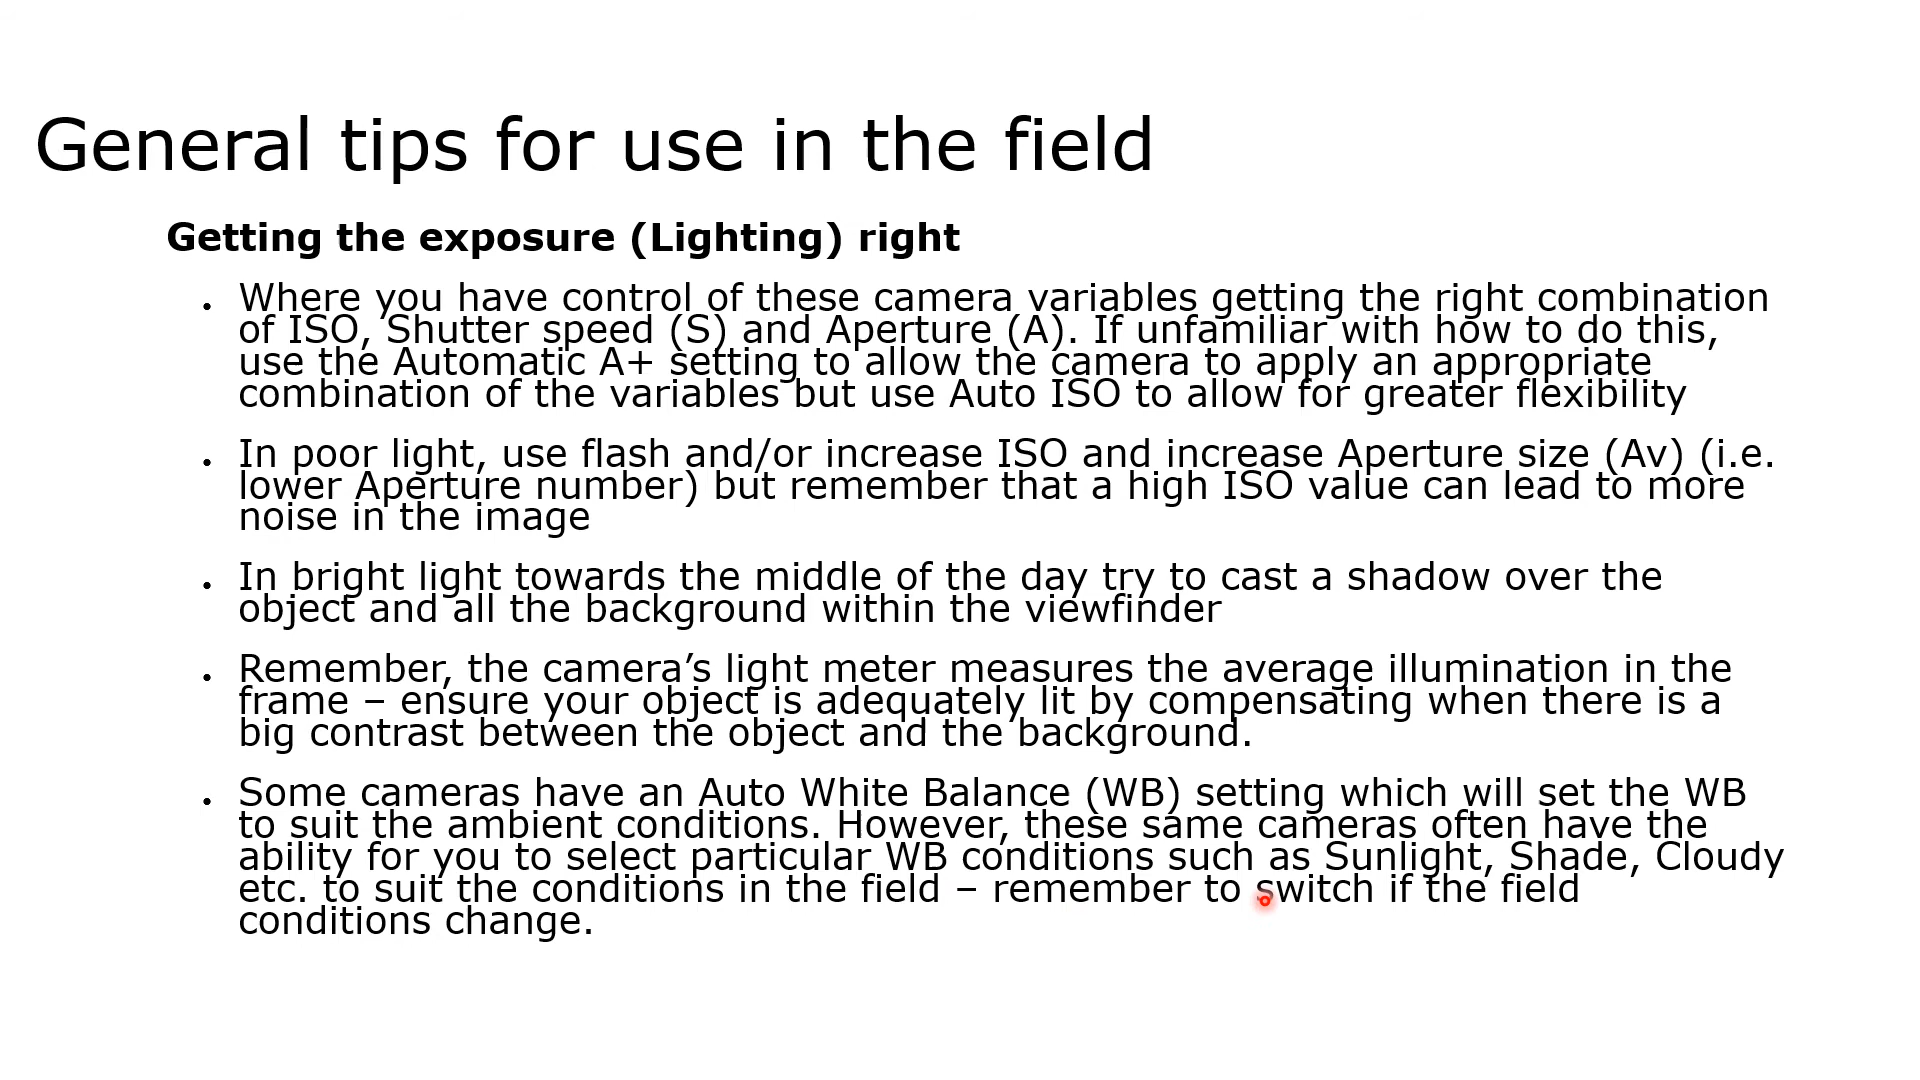 General tips for use in the field
Getting the exposure (Lighting) right
• Where you have control of these camera variables getting the right combination
of ISO, Shutter speed (S) and Aperture (A). If unfamiliar with how to do this,
use the Automatic A+ setting to allow the camera to apply an appropriate
combination of the variables but use Auto ISO to allow for greater flexibility
• In poor light, use flash and/or increase ISO and increase Aperture size (Av) (i.e.
lower Aperture number) but remember that a high ISO value can lead to more
noise in the image
• In bright light towards the middle of the day try to cast a shadow over the
object and all the background within the viewfinder
• Remember, the camera’s light meter measures the average illumination in the
frame – ensure your object is adequately lit by compensating when there is a
big contrast between the object and the background.
• Some cameras have an Auto White Balance (WB) setting which will set the WB
to suit the ambient conditions. However, these same cameras often have the
ability for you to select particular WB conditions such as Sunlight, Shade, Cloudy
etc. to suit the conditions in the field – remember to switch if the field
conditions change.